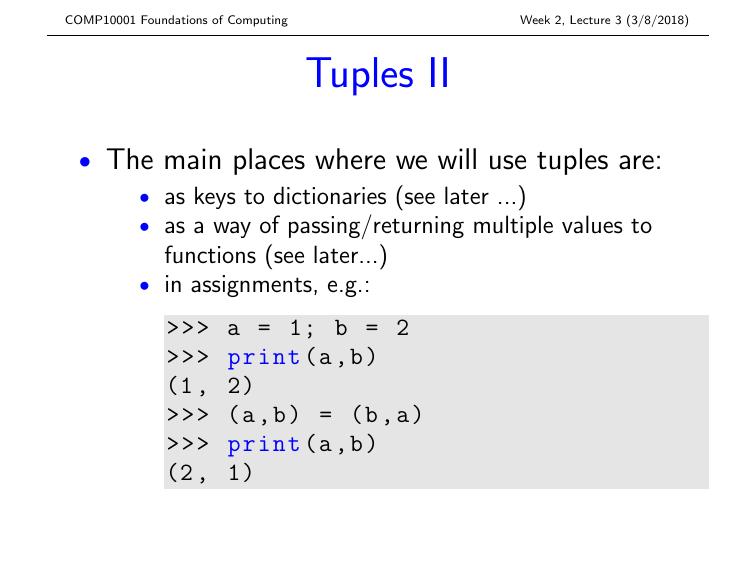 COMP10001 Foundations of Computing Week 2, Lecture 3 (3/8/2018)
Tuples II
• The main places where we will use tuples are:
• as keys to dictionaries (see later ...)
• as a way of passing/returning multiple values to
functions (see later...)
• in assignments, e.g.:
>>> a = 1; b = 2
>>> print(a,b)
(1, 2)
>>> (a,b) = (b,a)
>>> print(a,b)
(2, 1)